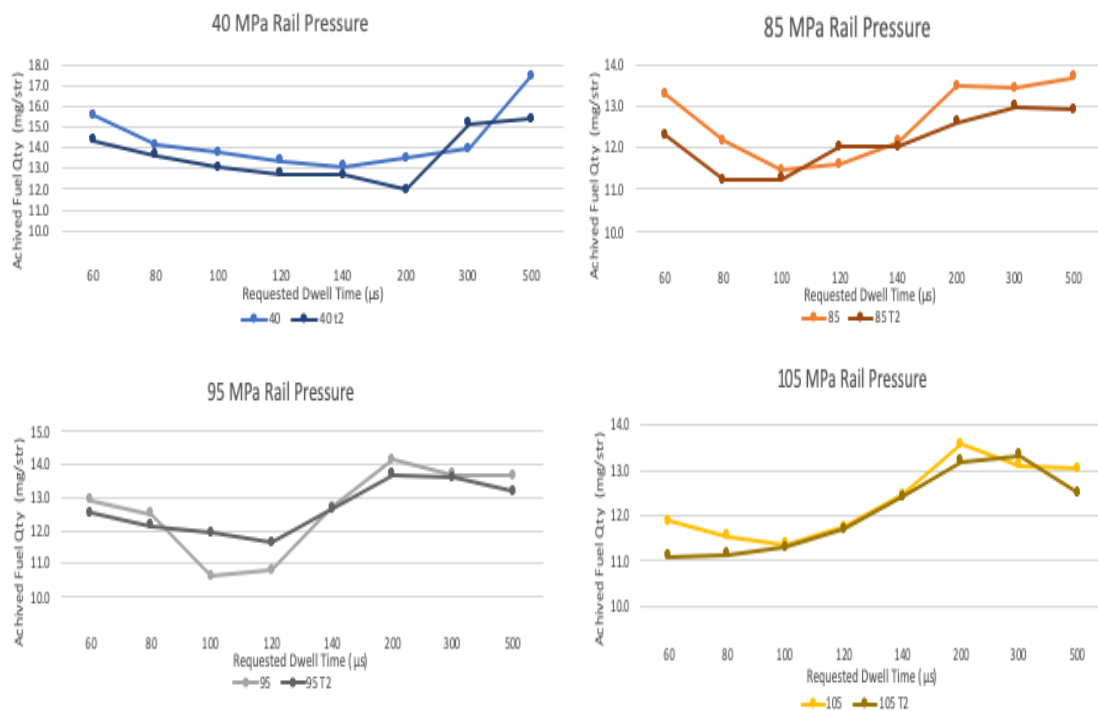 40 MPa Rail Pressure
Achived Fuel Qty (mg/str)
18.0
17.0
16.0
15.0
14.0
13.0
12.0
11.0
10.0
60 80 100 120 140 200 300 500
Requested Dwell Time (µs)
40 40 t2
85 MPa Rail Pressure
Achived Fuel Qty (mg/str)
14.0
13.0
12.0
11.0
10.0
60 80 100 120 140 200 300 500
Requested Dwell Time (µs)
85 85 T2
95 MPa Rail Pressure
Achived Fuel Qty (mg/str)
15.0
14.0
13.0
12.0
11.0
10.0
60 80 100 120 140 200 300 500
Requested Dwell Time (µs)
95 95 T2
105 MPa Rail Pressure
Achived Fuel Qty (mg/str)
14.0
13.0
12.0
11.0
10.0
60 80 100 120 140 200 300 500
Requested Dwell Time (µs)
105 105 T2